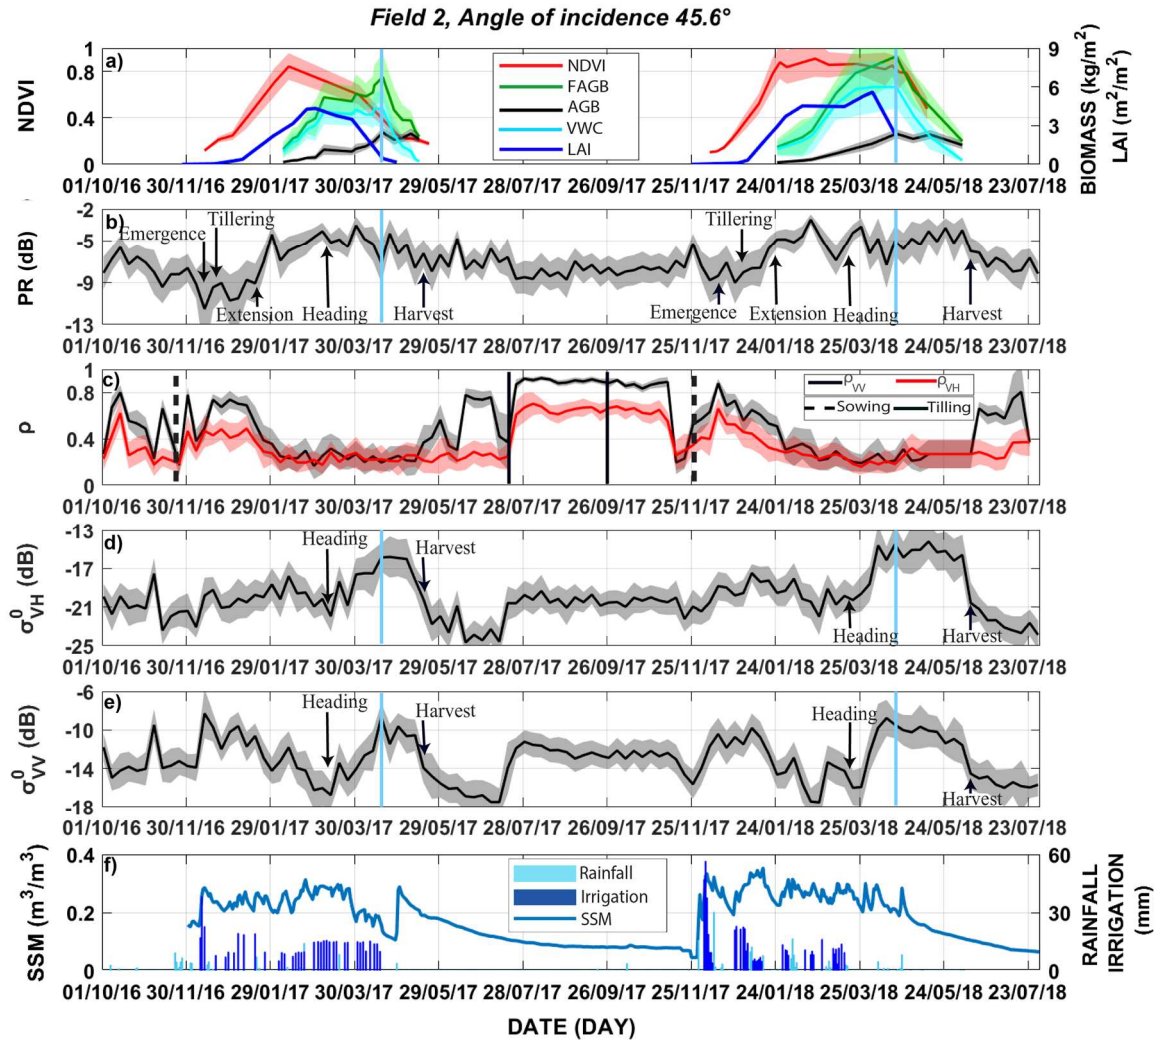 Field 2, Angle of incidence 45.6°
a)
NDVI
1
0.8
0.4
0
NDVI
FAGB
AGB
VWC
LAI
9
6
3
0
BIOMASS (kg/m²)
LAI (m²/m²)
01/10/16 30/11/16 29/01/17 30/03/17 29/05/17 28/07/17 26/09/17 25/11/17 24/01/18 25/03/18 24/05/18 23/07/18
b)
PR (dB)
-2
-5
-9
-13
Emergence
Tillering
Extension
Heading
Harvest
Tillering
Emergence
Extension
Heading
Harvest
01/10/16 30/11/16 29/01/17 30/03/17 29/05/17 28/07/17 26/09/17 25/11/17 24/01/18 25/03/18 24/05/18 23/07/18
c)
ρ
1
0.8
0.4
0
ρVV ρVH
Sowing Tilling
01/10/16 30/11/16 29/01/17 30/03/17 29/05/17 28/07/17 26/09/17 25/11/17 24/01/18 25/03/18 24/05/18 23/07/18
d)
σ⁰VH (dB)
-13
-17
-21
-25
Heading
Harvest
Heading
Harvest
01/10/16 30/11/16 29/01/17 30/03/17 29/05/17 28/07/17 26/09/17 25/11/17 24/01/18 25/03/18 24/05/18 23/07/18
e)
σ⁰VV (dB)
-6
-10
-14
-18
Heading
Harvest
Heading
Harvest
01/10/16 30/11/16 29/01/17 30/03/17 29/05/17 28/07/17 26/09/17 25/11/17 24/01/18 25/03/18 24/05/18 23/07/18
f)
SSM (m³/m³)
0.4
0.2
0
Rainfall
Irrigation
SSM
60
30
0
RAINFALL
IRRIGATION
(mm)
01/10/16 30/11/16 29/01/17 30/03/17 29/05/17 28/07/17 26/09/17 25/11/17 24/01/18 25/03/18 24/05/18 23/07/18
DATE (DAY)